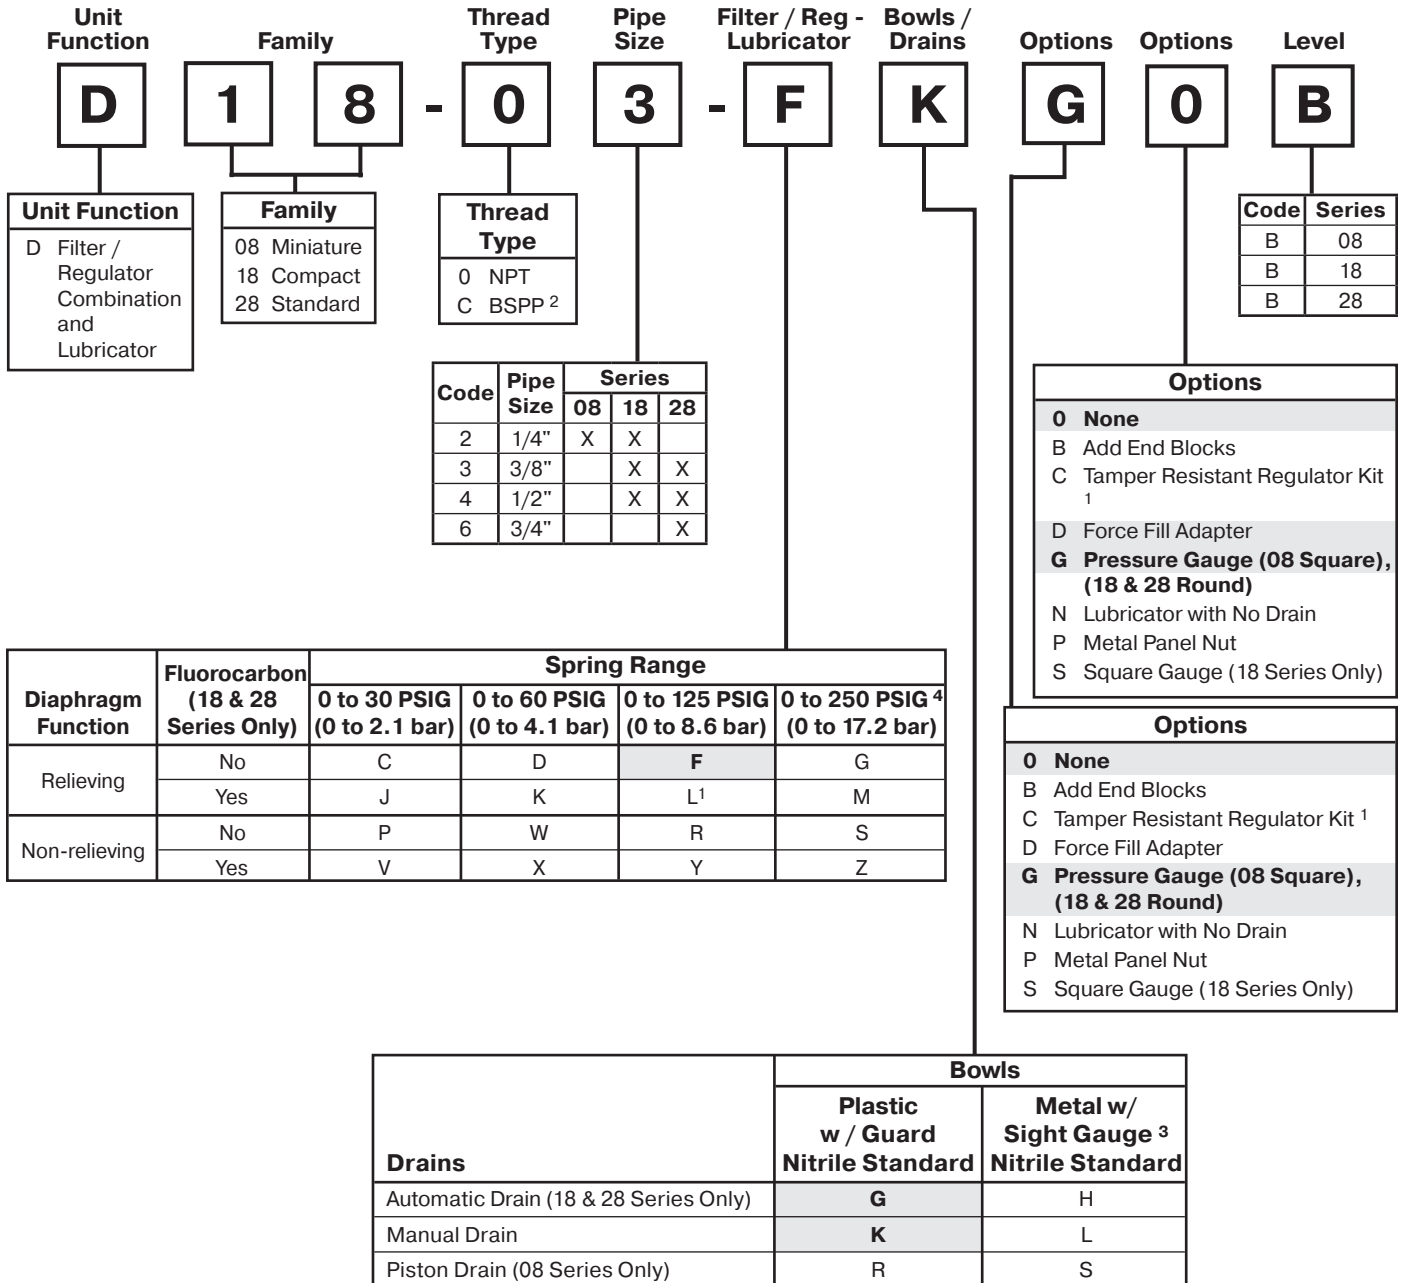 Unit Function
Family
Thread Type
Pipe Size
Filter / Reg - Lubricator
Bowls / Drains
Options
Options
Level
D 1 8 - 0 3 - F K G 0 B
Unit Function
D Filter / Regulator Combination and Lubricator
Family
08 Miniature
18 Compact
28 Standard
Thread Type
0 NPT
C BSPP 2
Code Series
B 08
B 18
B 28
Code Pipe Size Series
08 18 28
2 1/4" X X
3 3/8" X X
4 1/2" X X
6 3/4" X
Options
0 None
B Add End Blocks
C Tamper Resistant Regulator Kit
1
D Force Fill Adapter
G Pressure Gauge (08 Square),
(18 & 28 Round)
N Lubricator with No Drain
P Metal Panel Nut
S Square Gauge (18 Series Only)
Diaphragm Function
Fluorocarbon (18 & 28 Series Only)
Spring Range
0 to 30 PSIG (0 to 2.1 bar)
0 to 60 PSIG (0 to 4.1 bar)
0 to 125 PSIG (0 to 8.6 bar)
0 to 250 PSIG 4 (0 to 17.2 bar)
Relieving
No C D F G
Yes J K L1 M
Non-relieving
No P W R S
Yes V X Y Z
Options
0 None
B Add End Blocks
C Tamper Resistant Regulator Kit 1
D Force Fill Adapter
G Pressure Gauge (08 Square),
(18 & 28 Round)
N Lubricator with No Drain
P Metal Panel Nut
S Square Gauge (18 Series Only)
Bowls
Drains
Plastic w / Guard Nitrile Standard
Metal w/ Sight Gauge 3 Nitrile Standard
Automatic Drain (18 & 28 Series Only) G H
Manual Drain K L
Piston Drain (08 Series Only) R S